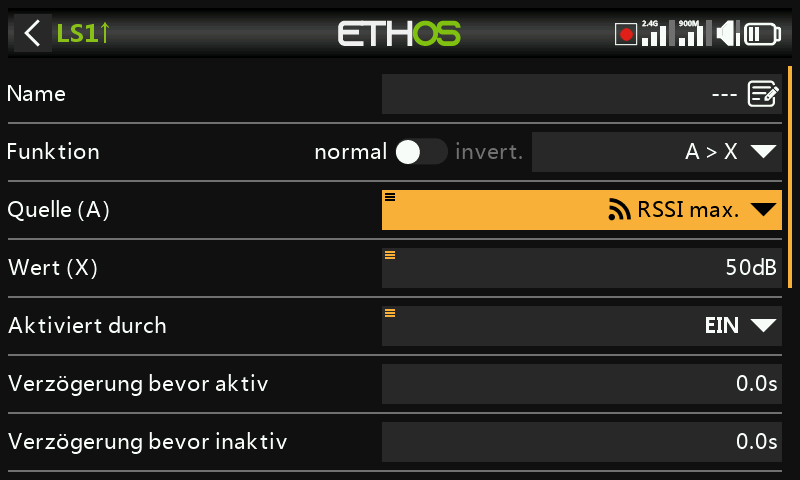 LS1↑ ETHOS 2.4G 900M
Name ---
Funktion normal invert. A > X
Quelle (A) RSSI max.
Wert (X) 50dB
Aktiviert durch EIN
Verzögerung bevor aktiv 0.0s
Verzögerung bevor inaktiv 0.0s